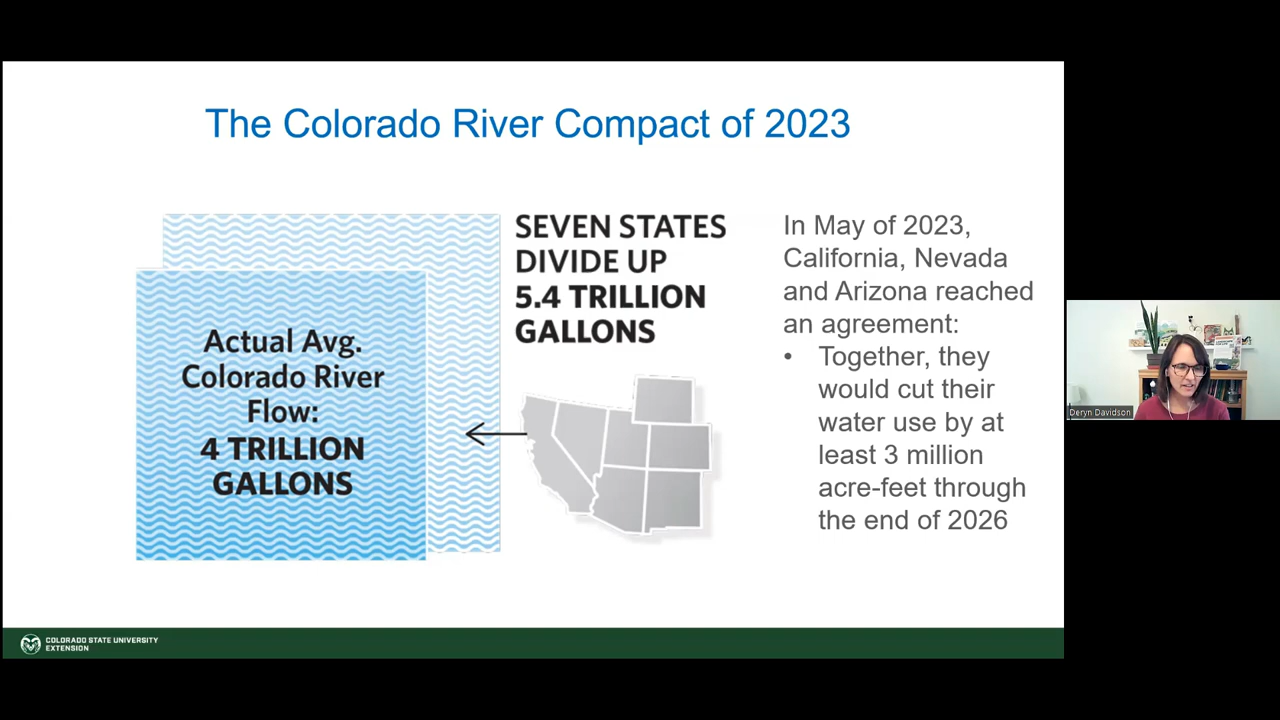 The Colorado River Compact of 2023
Actual Avg.
Colorado River
Flow:
4 TRILLION
GALLONS
SEVEN STATES
DIVIDE UP
5.4 TRILLION
GALLONS
In May of 2023,
California, Nevada
and Arizona reached
an agreement:
• Together, they
would cut their
water use by at
least 3 million
acre-feet through
the end of 2026
Deryn Davidson
COLORADO STATE UNIVERSITY
EXTENSION